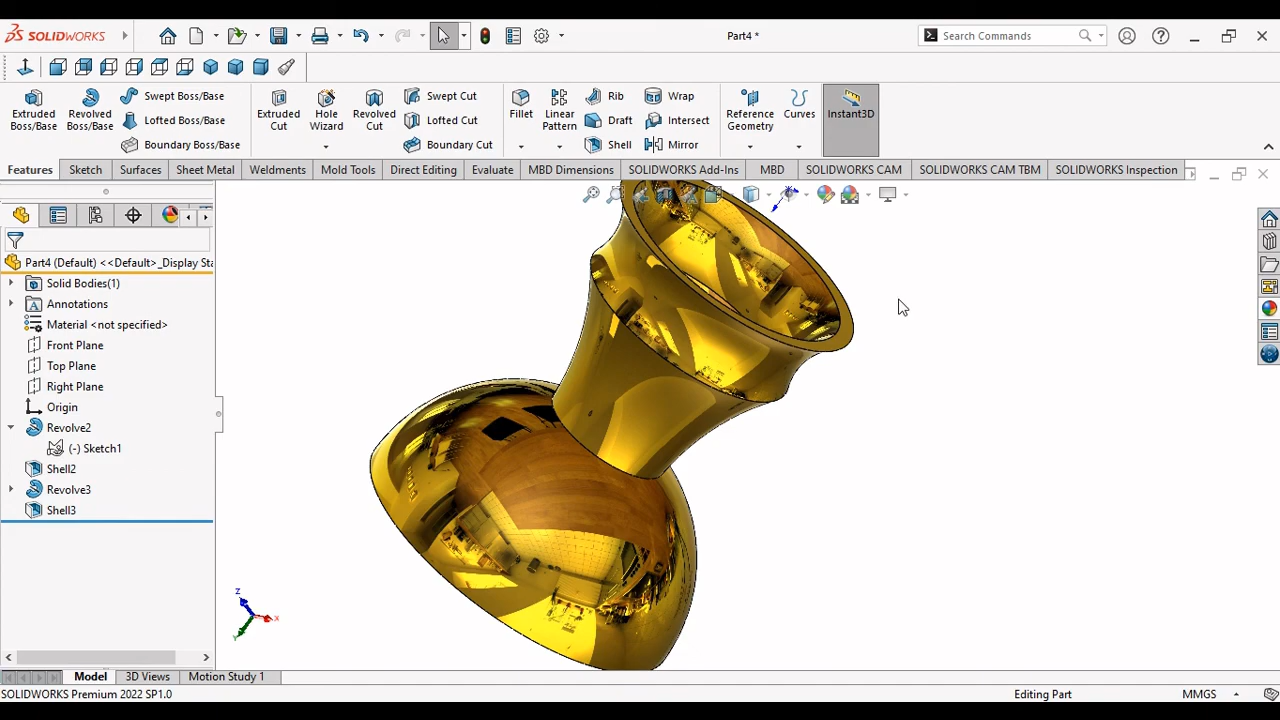 SOLIDWORKS
Part4 *
Search Commands
Extruded Boss/Base
Revolved Boss/Base
Swept Boss/Base
Lofted Boss/Base
Boundary Boss/Base
Extruded Cut
Hole Wizard
Revolved Cut
Swept Cut
Lofted Cut
Boundary Cut
Fillet
Linear Pattern
Rib
Draft
Shell
Wrap
Intersect
Mirror
Reference Geometry
Curves
Instant3D
Features
Sketch
Surfaces
Sheet Metal
Weldments
Mold Tools
Direct Editing
Evaluate
MBD Dimensions
SOLIDWORKS Add-Ins
MBD
SOLIDWORKS CAM
SOLIDWORKS CAM TBM
SOLIDWORKS Inspection
Part4 (Default) <<Default>_Display Sta
Solid Bodies(1)
Annotations
Material <not specified>
Front Plane
Top Plane
Right Plane
Origin
Revolve2
(-) Sketch1
Shell2
Revolve3
Shell3
Z
X
Y
Model
3D Views
Motion Study 1
SOLIDWORKS Premium 2022 SP1.0
Editing Part
MMGS